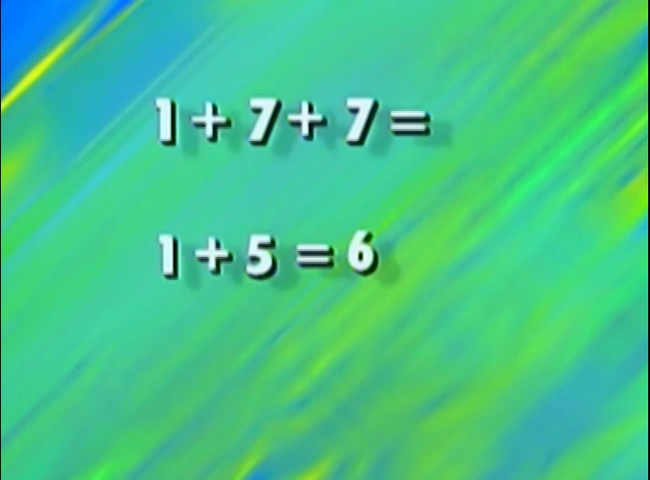 1 + 7 + 7 =
1 + 5 = 6